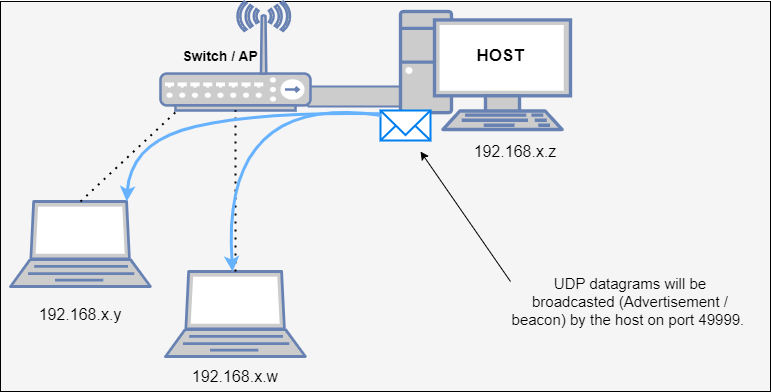 Switch / AP
HOST
192.168.x.z
192.168.x.y
192.168.x.w
UDP datagrams will be
broadcasted (Advertisement /
beacon) by the host on port 49999.